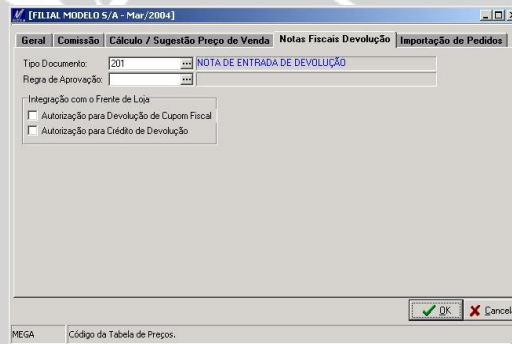 [FILIAL MODELO S/A - Mar/2004]
Geral Comissão Cálculo / Sugestão Preço de Venda Notas Fiscais Devolução Importação de Pedidos
Tipo Documento: 201 ... NOTA DE ENTRADA DE DEVOLUÇÃO
Regra de Aprovação: ...
Integração com o Frente de Loja
Autorização para Devolução de Cupom Fiscal
Autorização para Crédito de Devolução
OK Cancela
MEGA Código da Tabela de Preços.